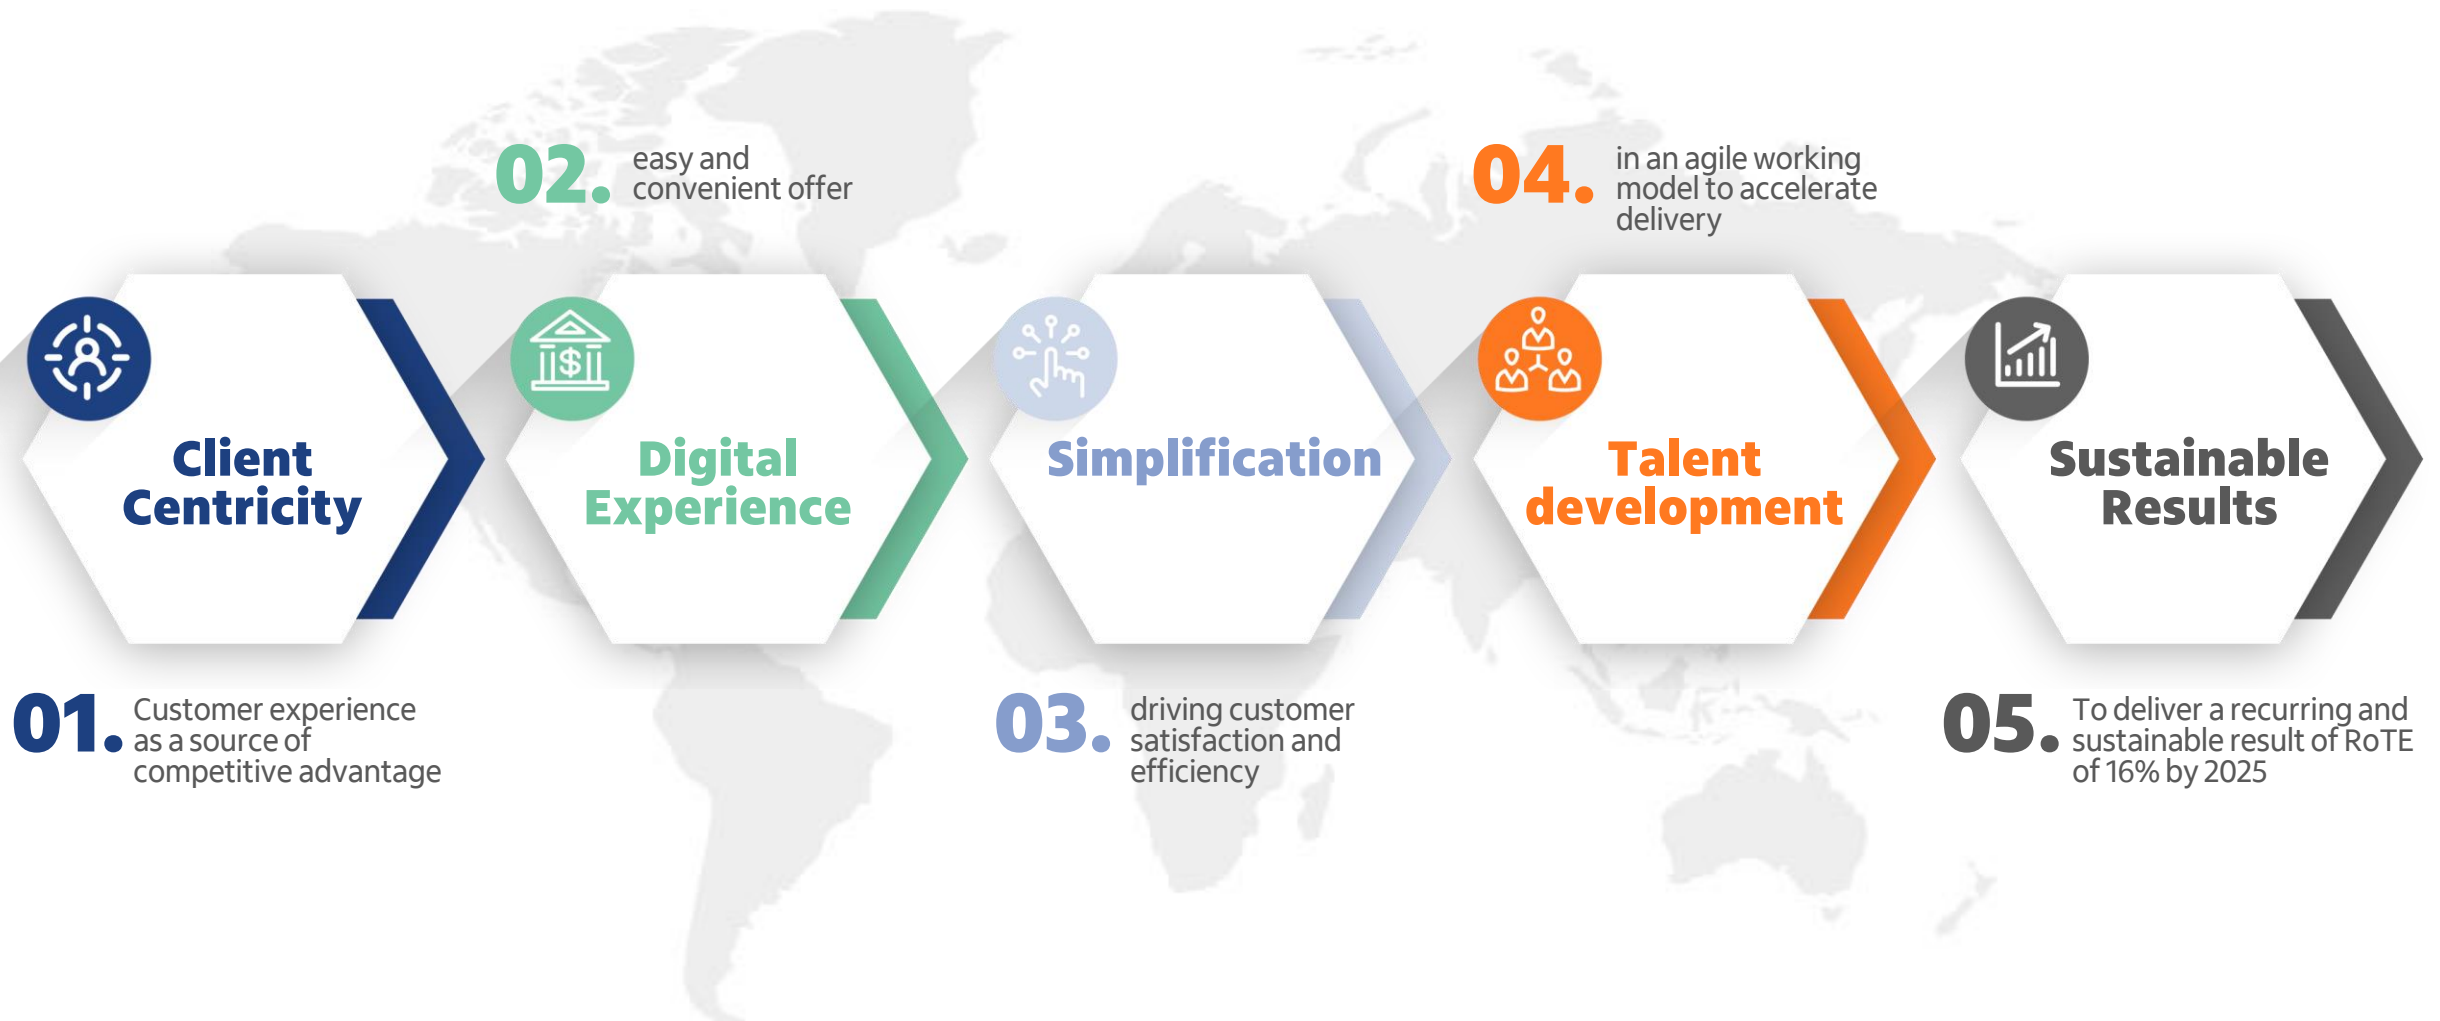 01.
Client
Centricity
Customer experience
as a source of
competitive advantage
02.
easy and
convenient offer
Digital
Experience
03.
Simplification
driving customer
satisfaction and
efficiency
04.
in an agile working
model to accelerate
delivery
Talent
development
05.
Sustainable
Results
To deliver a recurring and
sustainable result of RoTE
of 16% by 2025